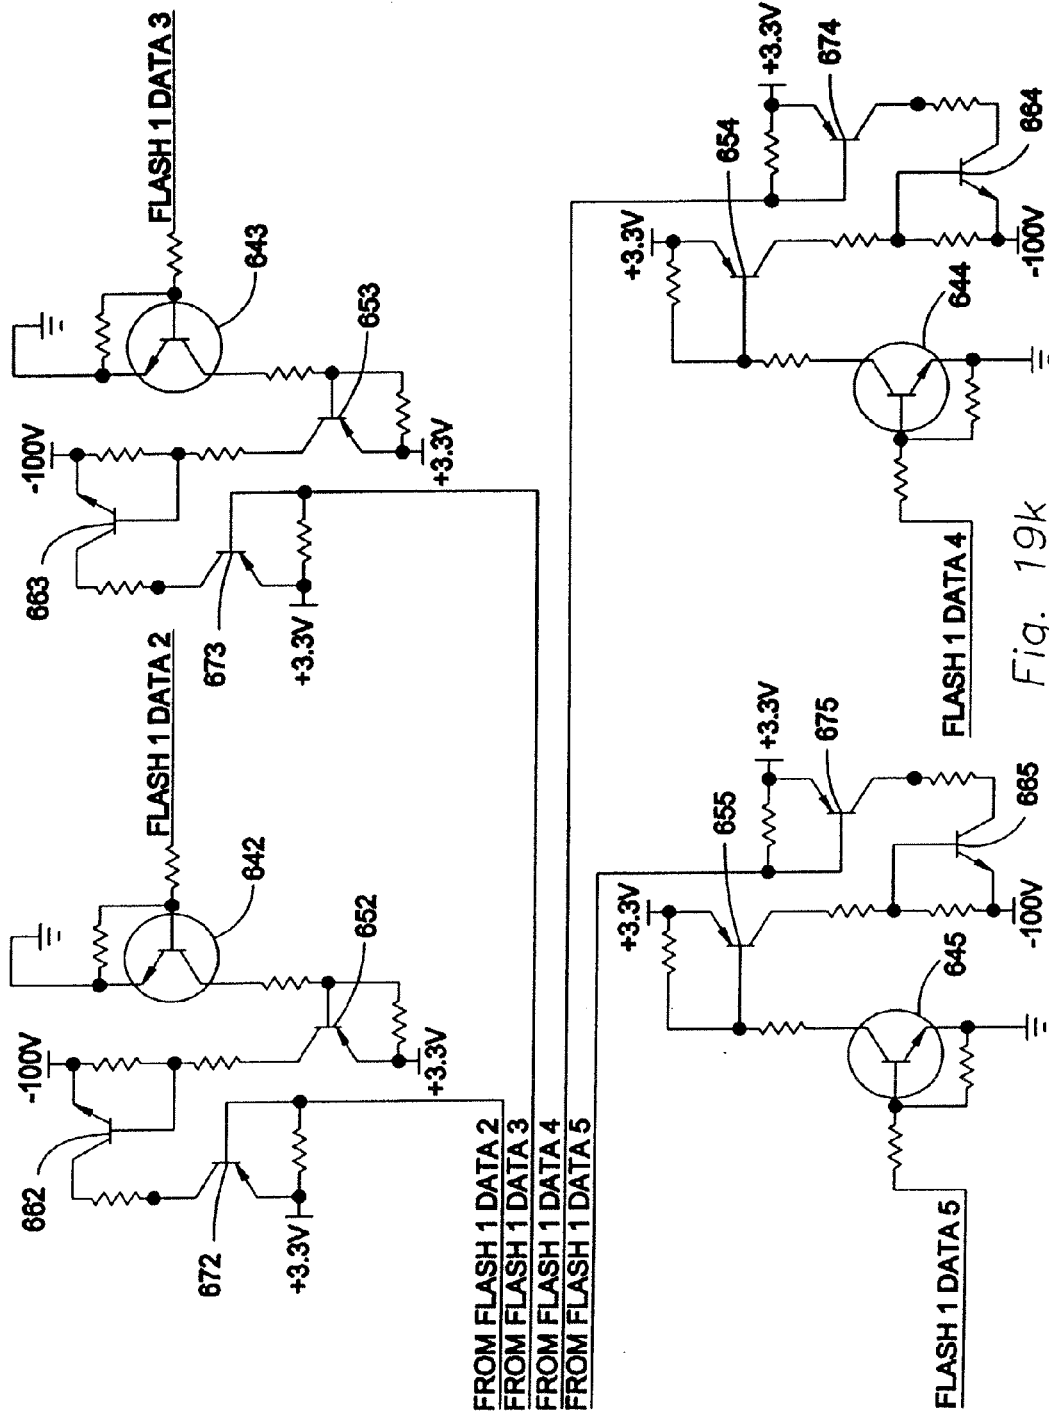 FLASH 1 DATA 2
FLASH 1 DATA 3
642
643
652
653
-100V
-100V
+3.3V
+3.3V
662
663
672
673
+3.3V
+3.3V
FROM FLASH 1 DATA 2
FROM FLASH 1 DATA 3
FROM FLASH 1 DATA 4
FROM FLASH 1 DATA 5
+3.3V
655
+3.3V
675
+3.3V
654
+3.3V
674
645
-100V
665
644
-100V
664
FLASH 1 DATA 5
FLASH 1 DATA 4
Fig. 19k